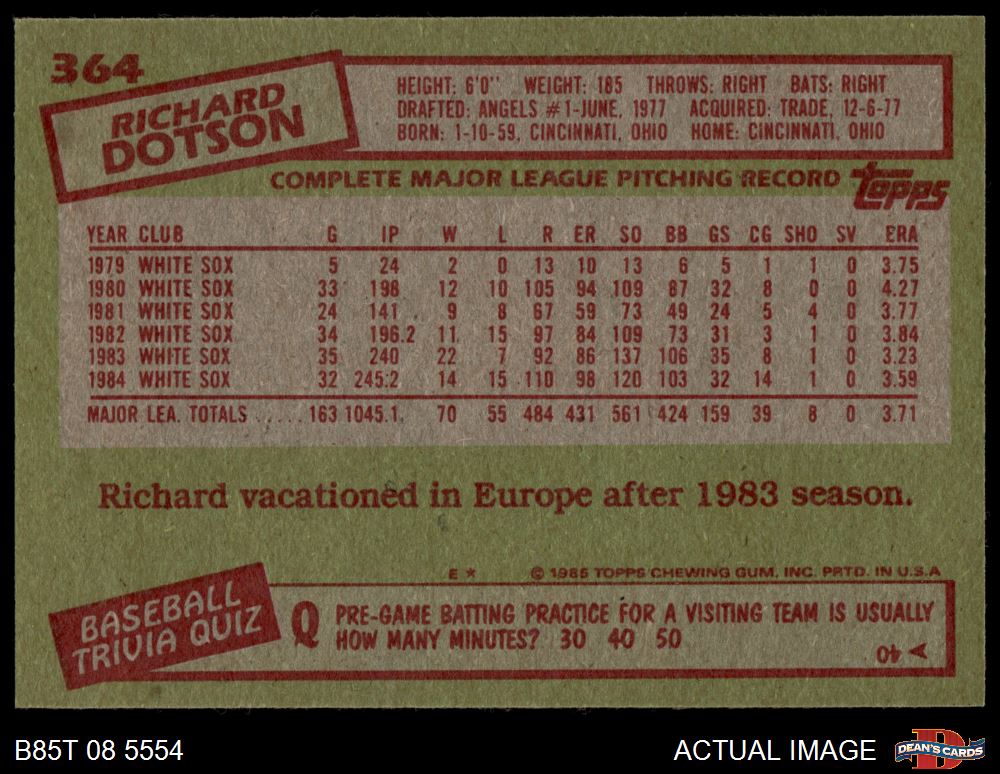 364
RICHARD
DOTSON
HEIGHT: 6'0" WEIGHT: 185 THROWS: RIGHT BATS: RIGHT
DRAFTED: ANGELS #1-JUNE, 1977 ACQUIRED: TRADE, 12-6-77
BORN: 1-10-59, CINCINNATI, OHIO HOME: CINCINNATI, OHIO
COMPLETE MAJOR LEAGUE PITCHING RECORD
topps
YEAR CLUB G IP W L R ER SO BB GS CG SHO SV ERA
1979 WHITE SOX 5 24 2 0 13 10 13 6 5 1 1 0 3.75
1980 WHITE SOX 33 198 12 10 105 94 109 87 32 8 0 0 4.27
1981 WHITE SOX 24 141 9 8 67 59 73 49 24 5 4 0 3.77
1982 WHITE SOX 34 196.2 11 15 97 84 109 73 31 3 1 0 3.84
1983 WHITE SOX 35 240 22 7 92 86 137 106 35 8 1 0 3.23
1984 WHITE SOX 32 245.2 14 15 110 98 120 103 32 14 1 0 3.59
MAJOR LEA. TOTALS ..... 163 1045.1 70 55 484 431 561 424 159 39 8 0 3.71
Richard vacationed in Europe after 1983 season.
E * © 1985 TOPPS CHEWING GUM, INC. PRTD. IN U.S.A
BASEBALL
TRIVIA QUIZ
Q PRE-GAME BATTING PRACTICE FOR A VISITING TEAM IS USUALLY
HOW MANY MINUTES? 30 40 50
A 40
B85T 08 5554
ACTUAL IMAGE
D
DEAN'S CARDS